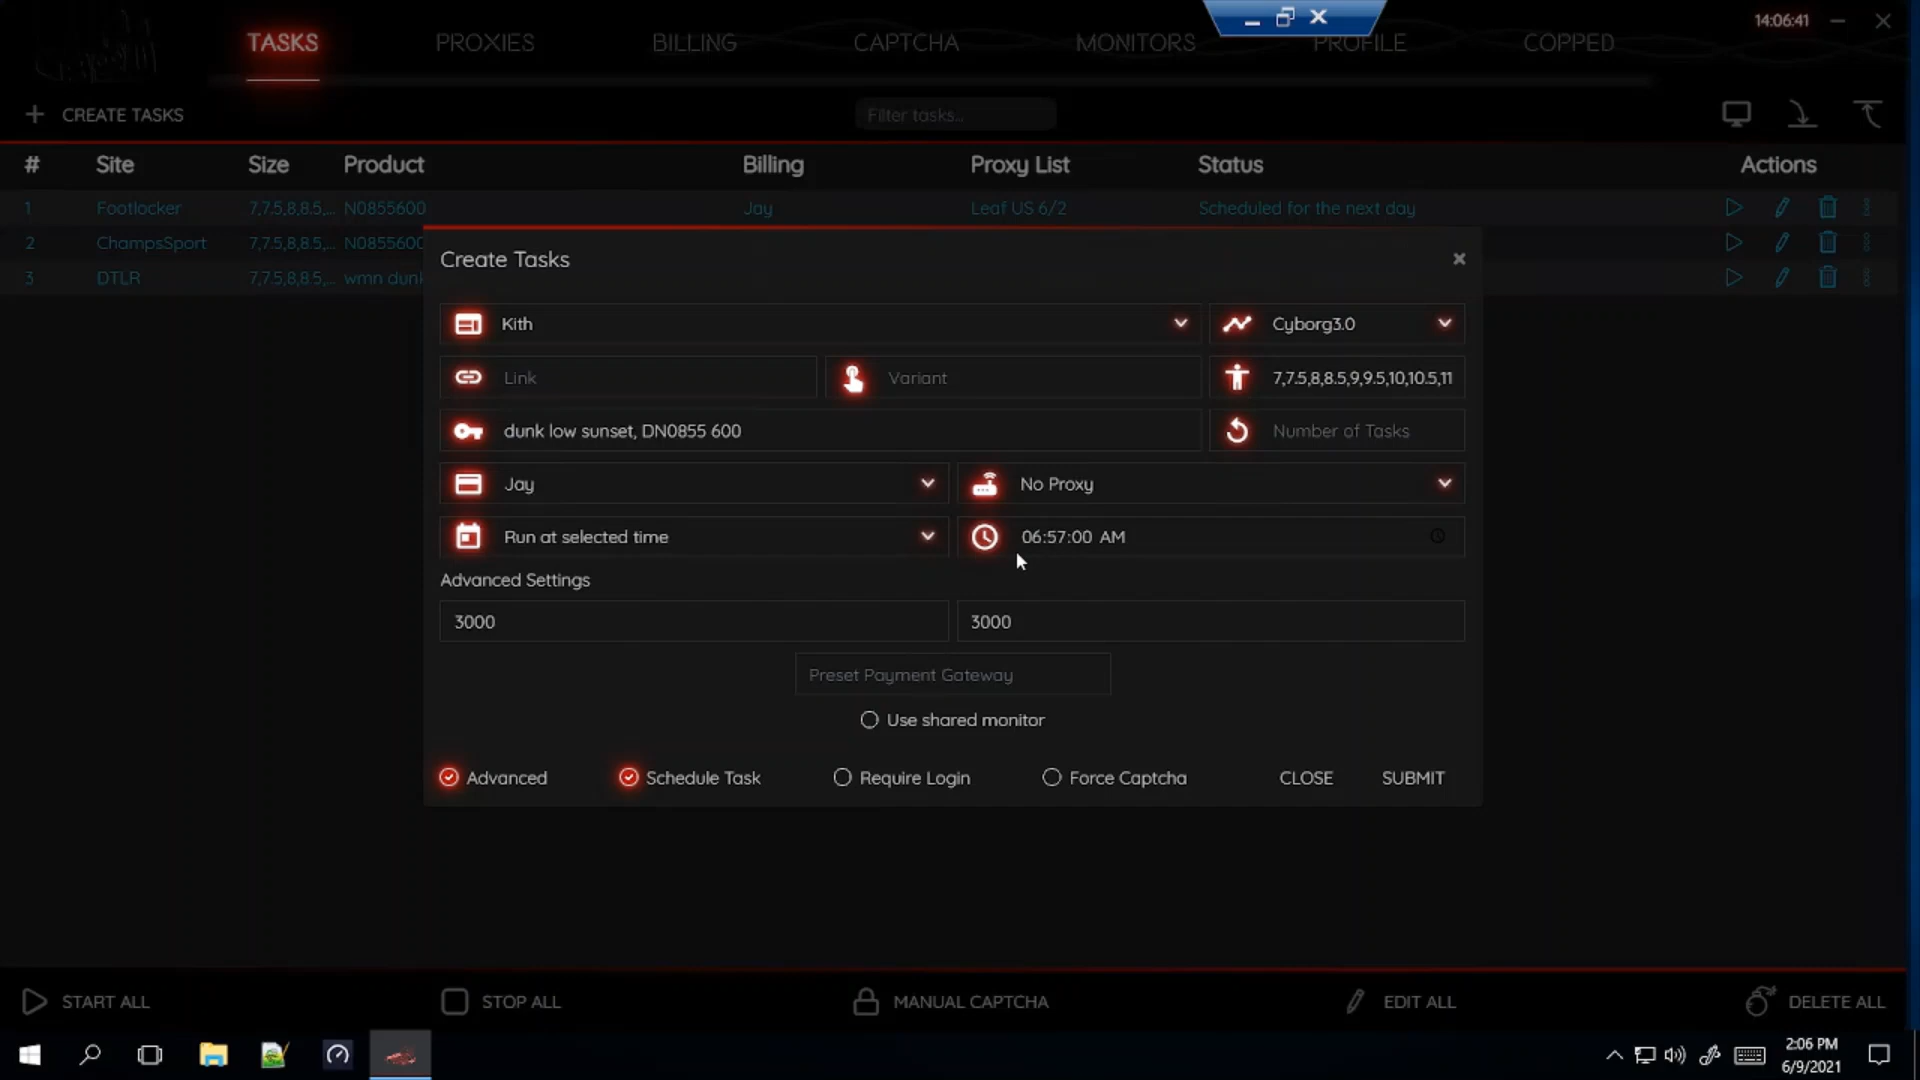 TASKS PROXIES BILLING CAPTCHA MONITORS PROFILE COPPED 14:06:41
CREATE TASKS Filter tasks...
# Site Size Product Billing Proxy List Status Actions
1 Footlocker 7,7.5,8,8.5,... N0855600 Jay Leaf US 6/2 Scheduled for the next day
2 ChampsSport 7,7.5,8,8.5,... N0855600
3 DTLR 7,7.5,8,8.5,... wmn dunk
Create Tasks
Kith Cyborg3.0
Link Variant 7,7.5,8,8.5,9,9.5,10,10.5,11
dunk low sunset, DN0855 600 Number of Tasks
Jay No Proxy
Run at selected time 06:57:00 AM
Advanced Settings
3000 3000
Preset Payment Gateway
Use shared monitor
Advanced Schedule Task Require Login Force Captcha CLOSE SUBMIT
START ALL STOP ALL MANUAL CAPTCHA EDIT ALL DELETE ALL
2:06 PM
6/9/2021